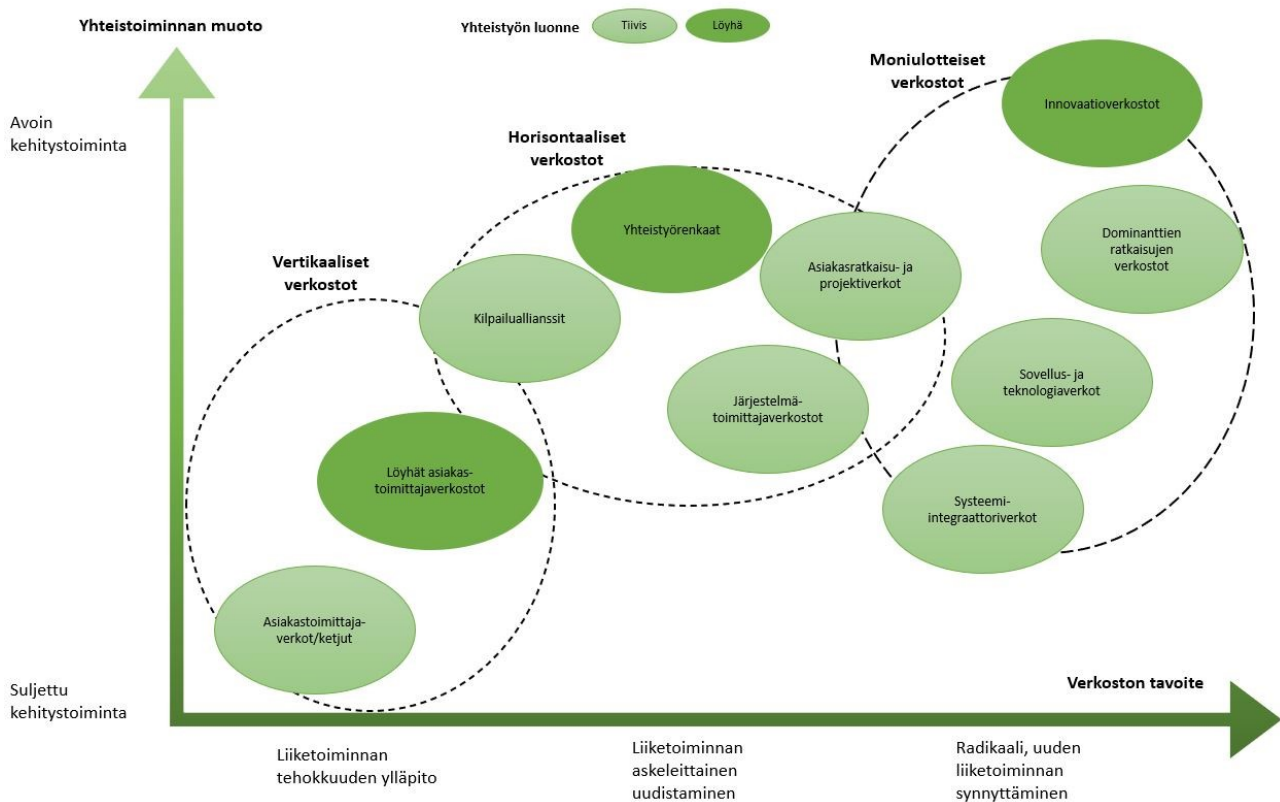 Yhteistoiminnan muoto
Yhteistyön luonne
Tiivis
Löyhä
Avoin
kehitystoiminta
Suljettu
kehitystoiminta
Vertikaaliset
verkostot
Horisontaaliset
verkostot
Moniulotteiset
verkostot
Innovaatioverkostot
Dominanttien
ratkaisujen
verkostot
Yhteistyörenkaat
Asiakasratkaisu- ja
projektiverkot
Kilpailuallianssit
Sovellus- ja
teknologiaverkot
Järjestelmä-
toimittajaverkostot
Löyhät asiakas-
toimittajaverkostot
Systeemi-
integraattoriverkot
Asiakastoimittaja-
verkot/ketjut
Verkoston tavoite
Liiketoiminnan
tehokkuuden ylläpito
Liiketoiminnan
askeleittainen
uudistaminen
Radikaali, uuden
liiketoiminnan
synnyttäminen